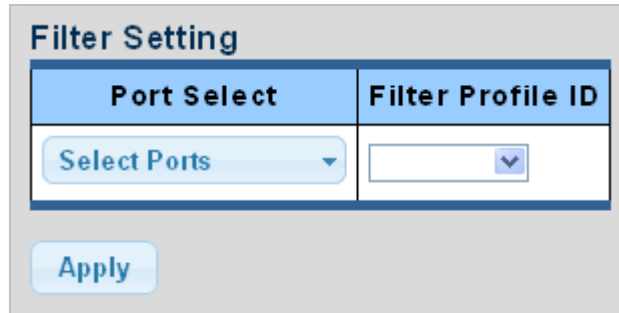 Filter Setting
Port Select Filter Profile ID
Select Ports
Apply